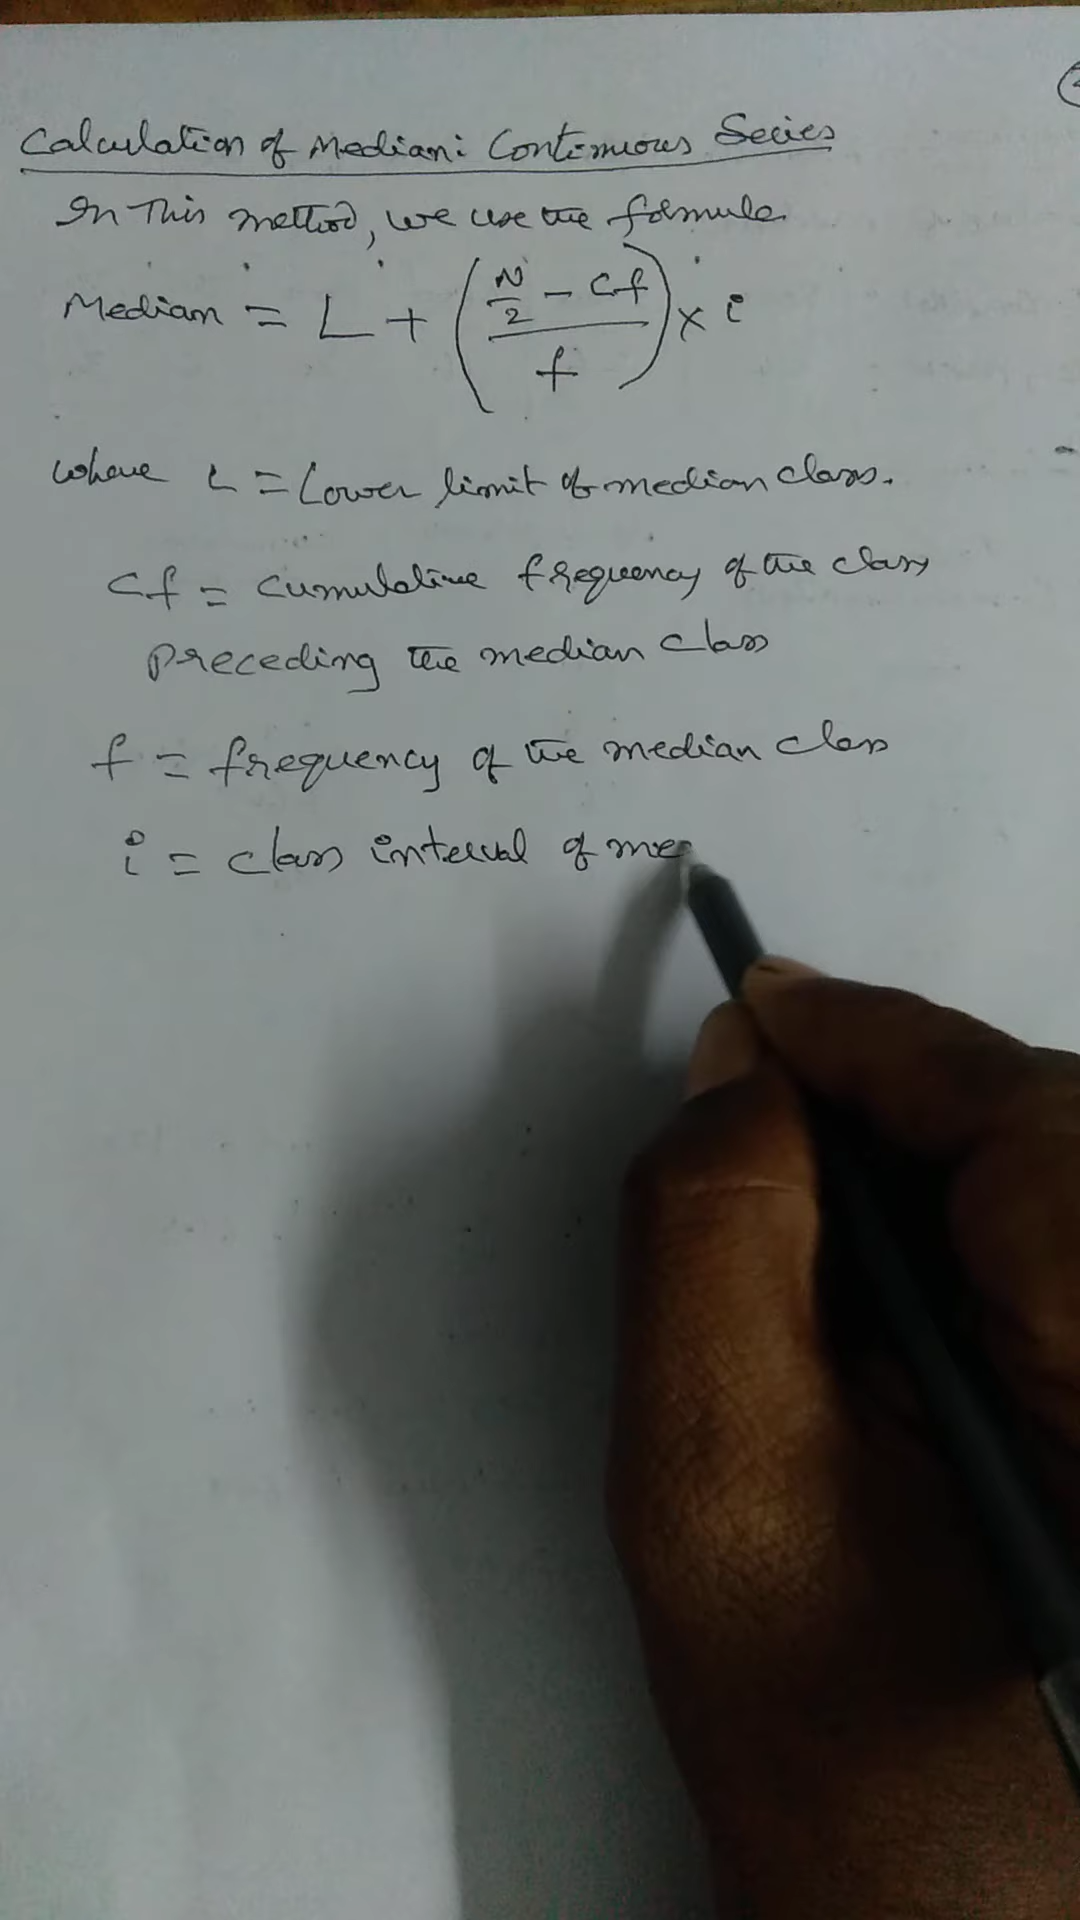 Calculation of Median: Continuous Series
In This method, we use the formula
Median = L + ( (N/2 - Cf) / f ) × i
where L = Lower limit of median class.
Cf = cumulative frequency of the class
preceding the median class
f = frequency of the median class
i = class interval of me